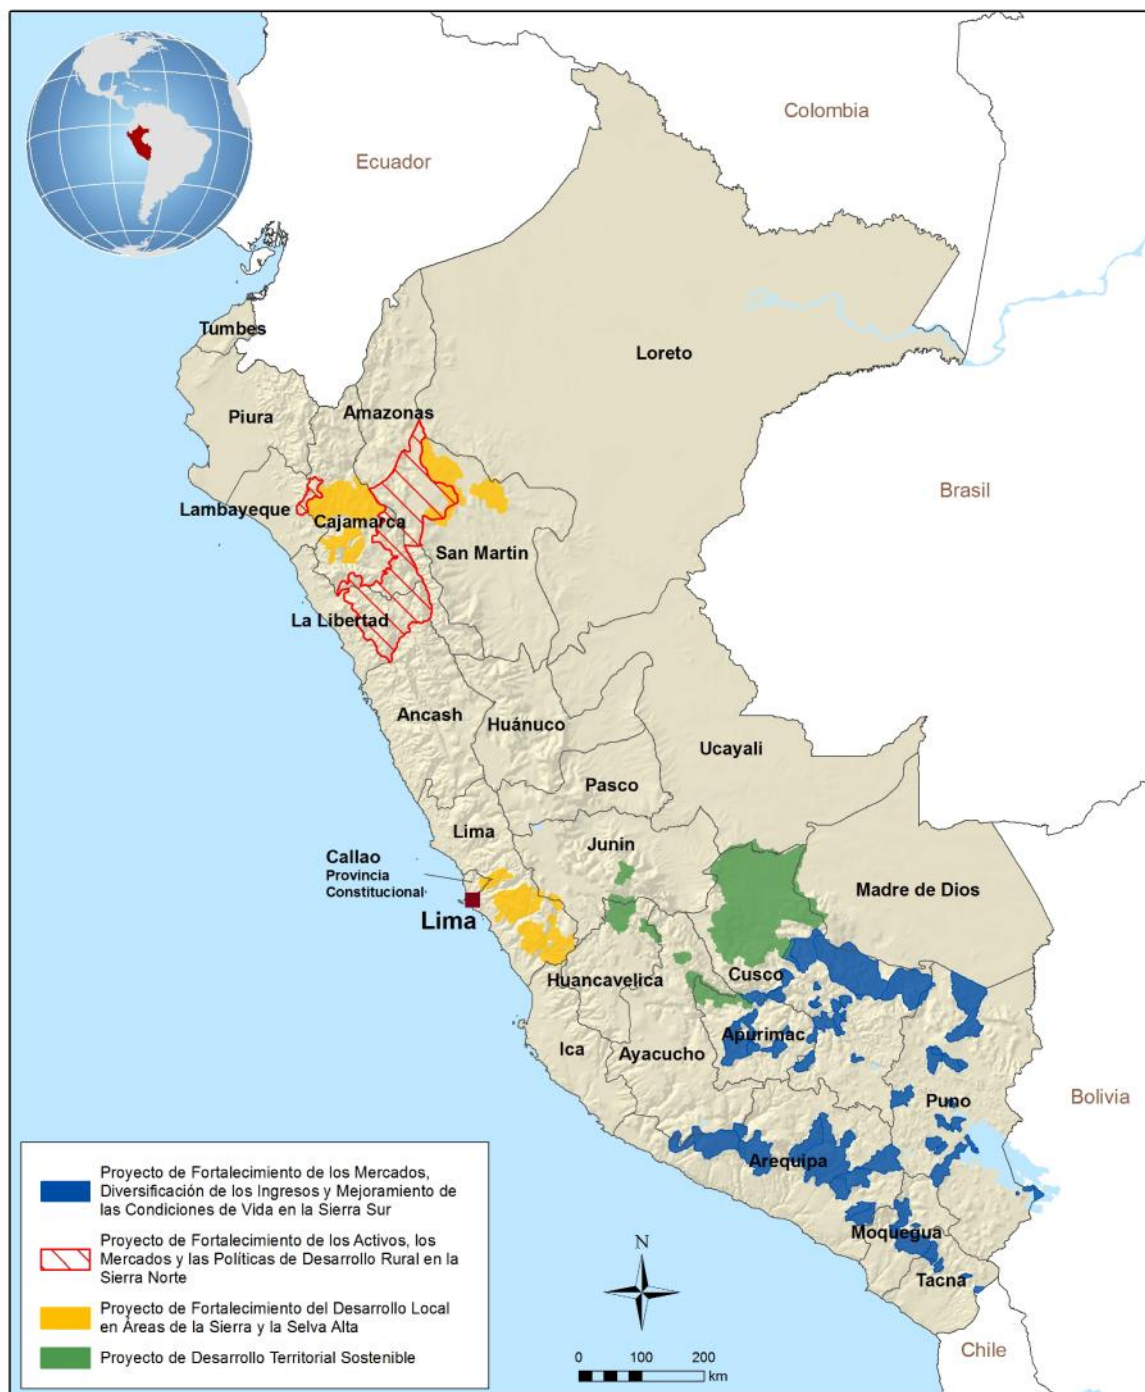 Colombia
Ecuador
Tumbes
Loreto
Piura
Amazonas
Brasil
Lambayeque
Cajamarca
San Martin
La Libertad
Ancash
Huánuco
Ucayali
Pasco
Lima
Junin
Callao
Provincia
Constitucional
Madre de Dios
Lima
Cusco
Huancavelica
Apurimac
Ica
Ayacucho
Puno
Bolivia
Arequipa
Moquegua
Tacna
Chile
Proyecto de Fortalecimiento de los Mercados,
Diversificación de los Ingresos y Mejoramiento de
las Condiciones de Vida en la Sierra Sur
Proyecto de Fortalecimiento de los Activos, los
Mercados y las Políticas de Desarrollo Rural en la
Sierra Norte
Proyecto de Fortalecimiento del Desarrollo Local
en Áreas de la Sierra y la Selva Alta
Proyecto de Desarrollo Territorial Sostenible
N
0 100 200
km